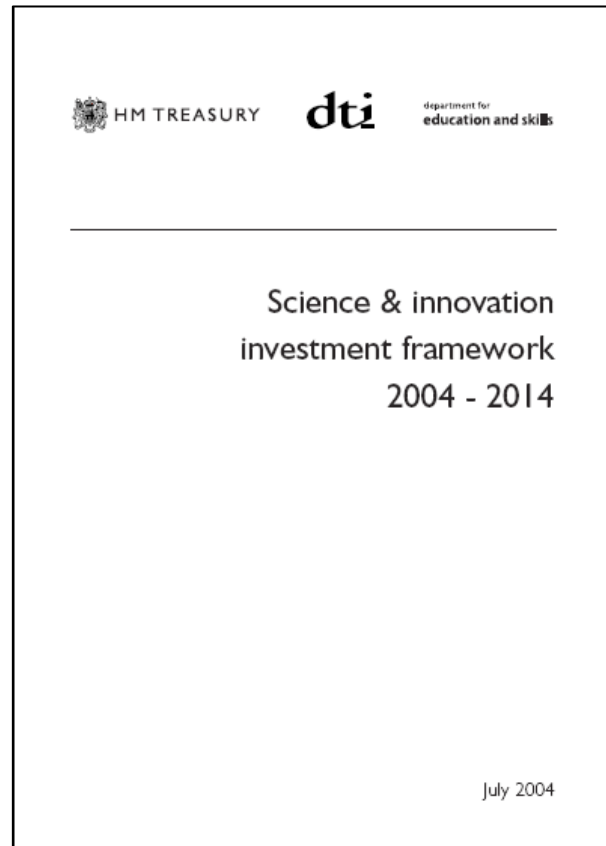 HM TREASURY
dti
department for
education and skills
Science & innovation
investment framework
2004 - 2014
July 2004